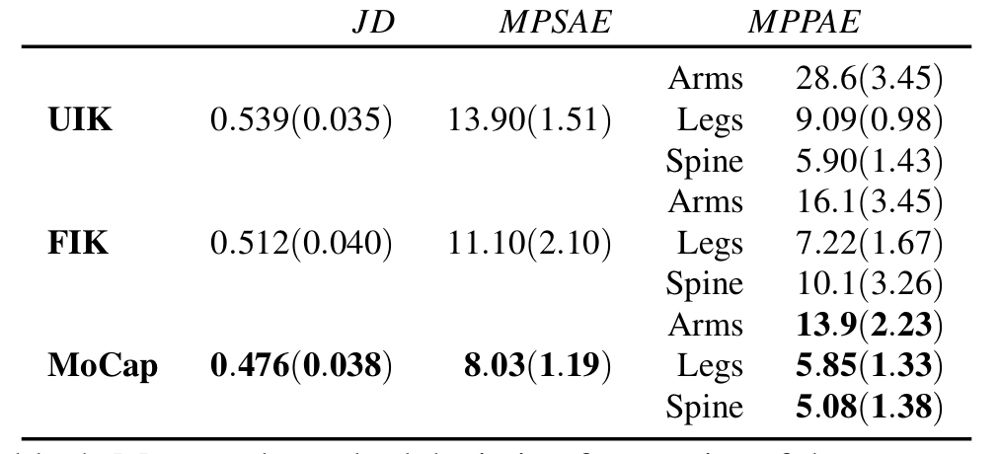 JD MPSAE MPPAE
Arms 28.6(3.45)
UIK 0.539(0.035) 13.90(1.51) Legs 9.09(0.98)
Spine 5.90(1.43)
Arms 16.1(3.45)
FIK 0.512(0.040) 11.10(2.10) Legs 7.22(1.67)
Spine 10.1(3.26)
Arms 13.9(2.23)
MoCap 0.476(0.038) 8.03(1.19) Legs 5.85(1.33)
Spine 5.08(1.38)